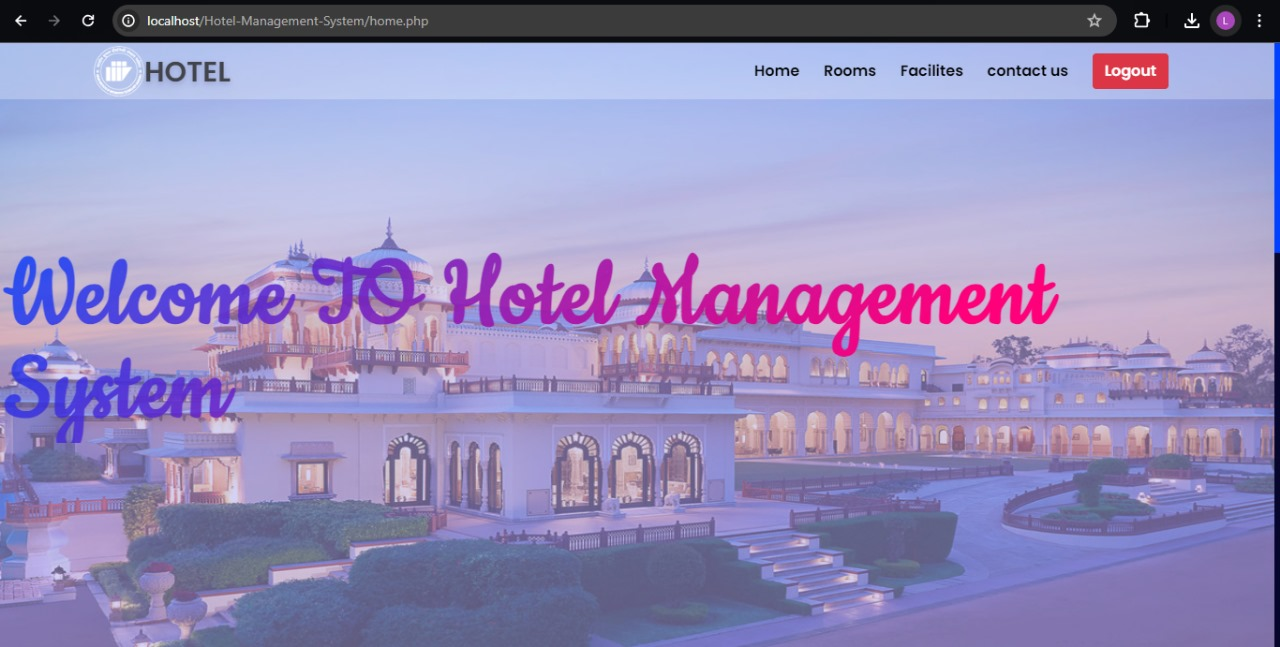 localhost/Hotel-Management-System/home.php
L
HOTEL
Home Rooms Facilites contact us Logout
Welcome TO Hotel Management
System